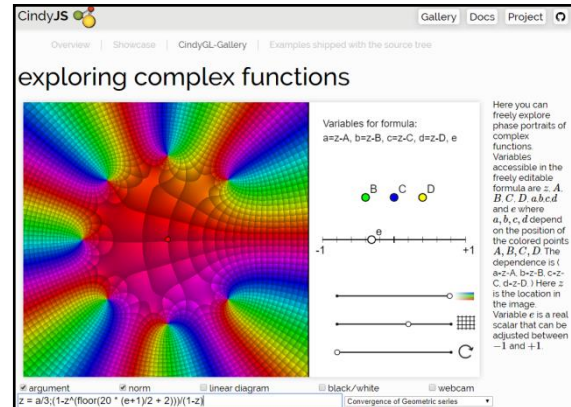 CindyJS
Gallery Docs Project
Overview | Showcase | CindyGL-Gallery | Examples shipped with the source tree
exploring complex functions
Variables for formula:
a=z-A, b=z-B, c=z-C, d=z-D, e
B C D
e
-1 +1
Here you can
freely explore
phase portraits of
complex
functions.
Variables
accessible in the
freely editable
formula are z, A,
B, C, D, a,b,c,d
and e where
a, b, c, d depend
on the position of
the colored points
A, B, C, D. The
dependence is (
a=z-A, b=z-B, c=z-
C, d=z-D. ) Here z
is the location in
the image.
Variable e is a real
scalar that can be
adjusted between
−1 and +1.
argument norm linear diagram black/white webcam
z = a/3;(1-z^(floor(20 * (e+1)/2 + 2)))/(1-z)
Convergence of Geometric series